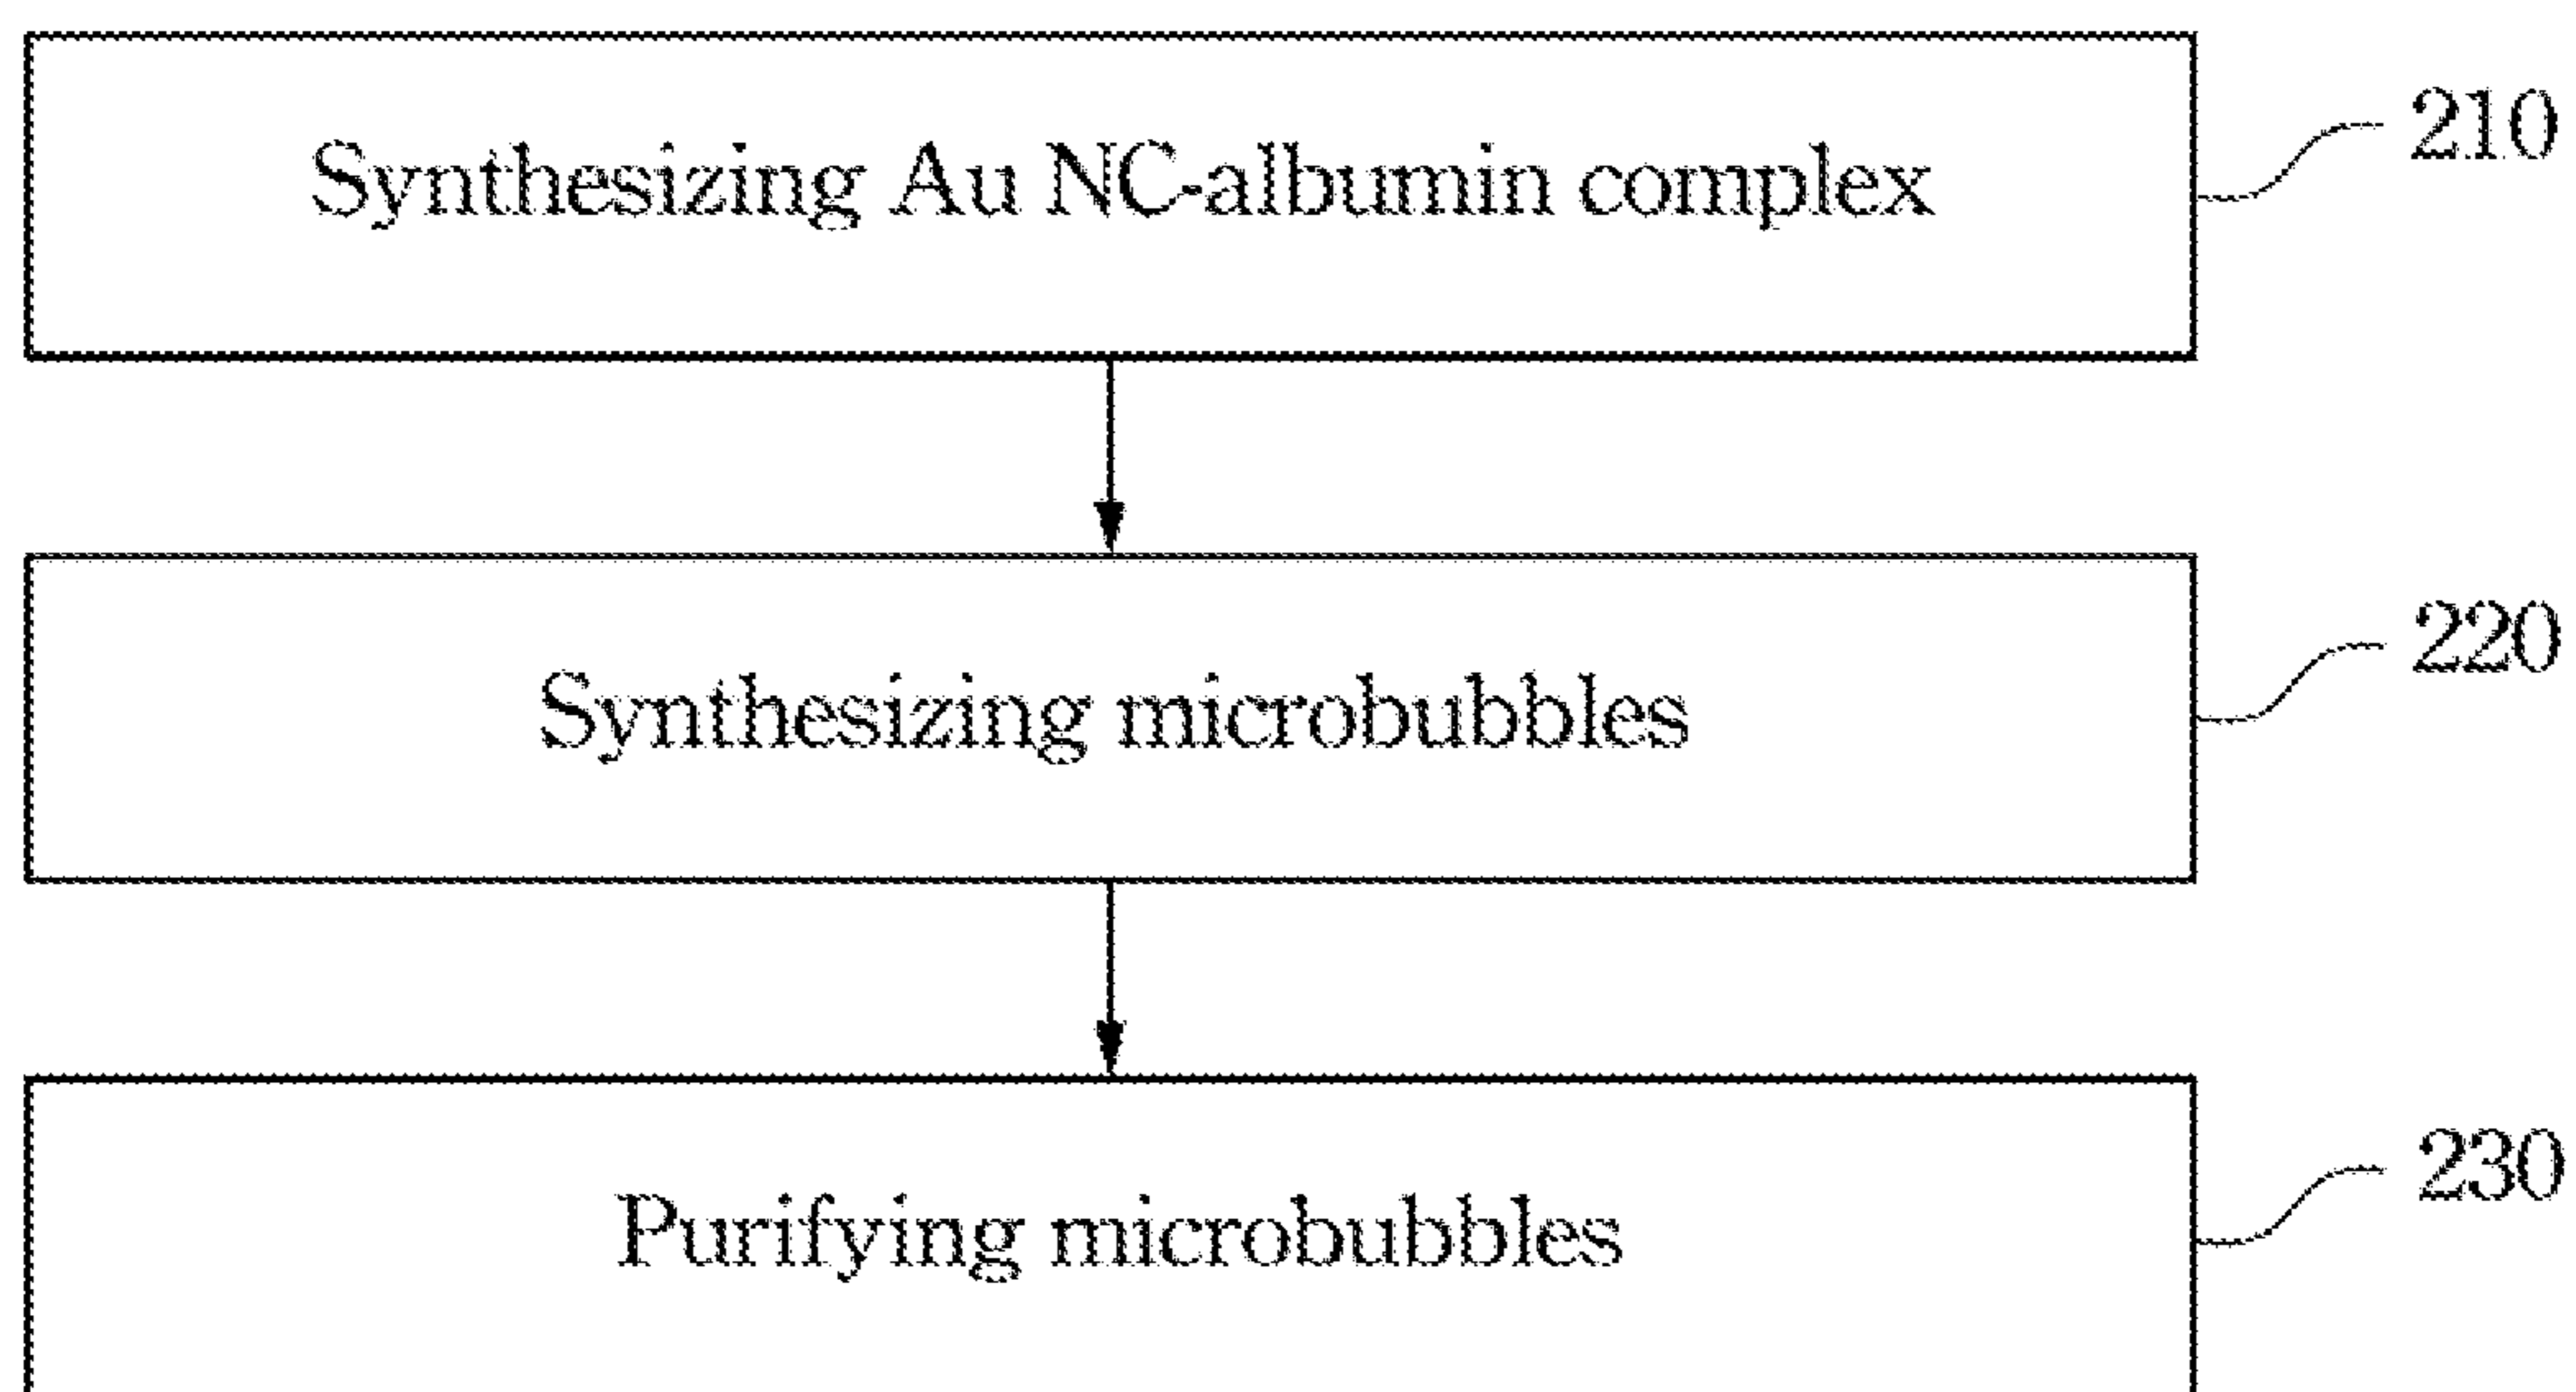 Synthesizing Au NC-albumin complex
210
Synthesizing microbubbles
220
Purifying microbubbles
230